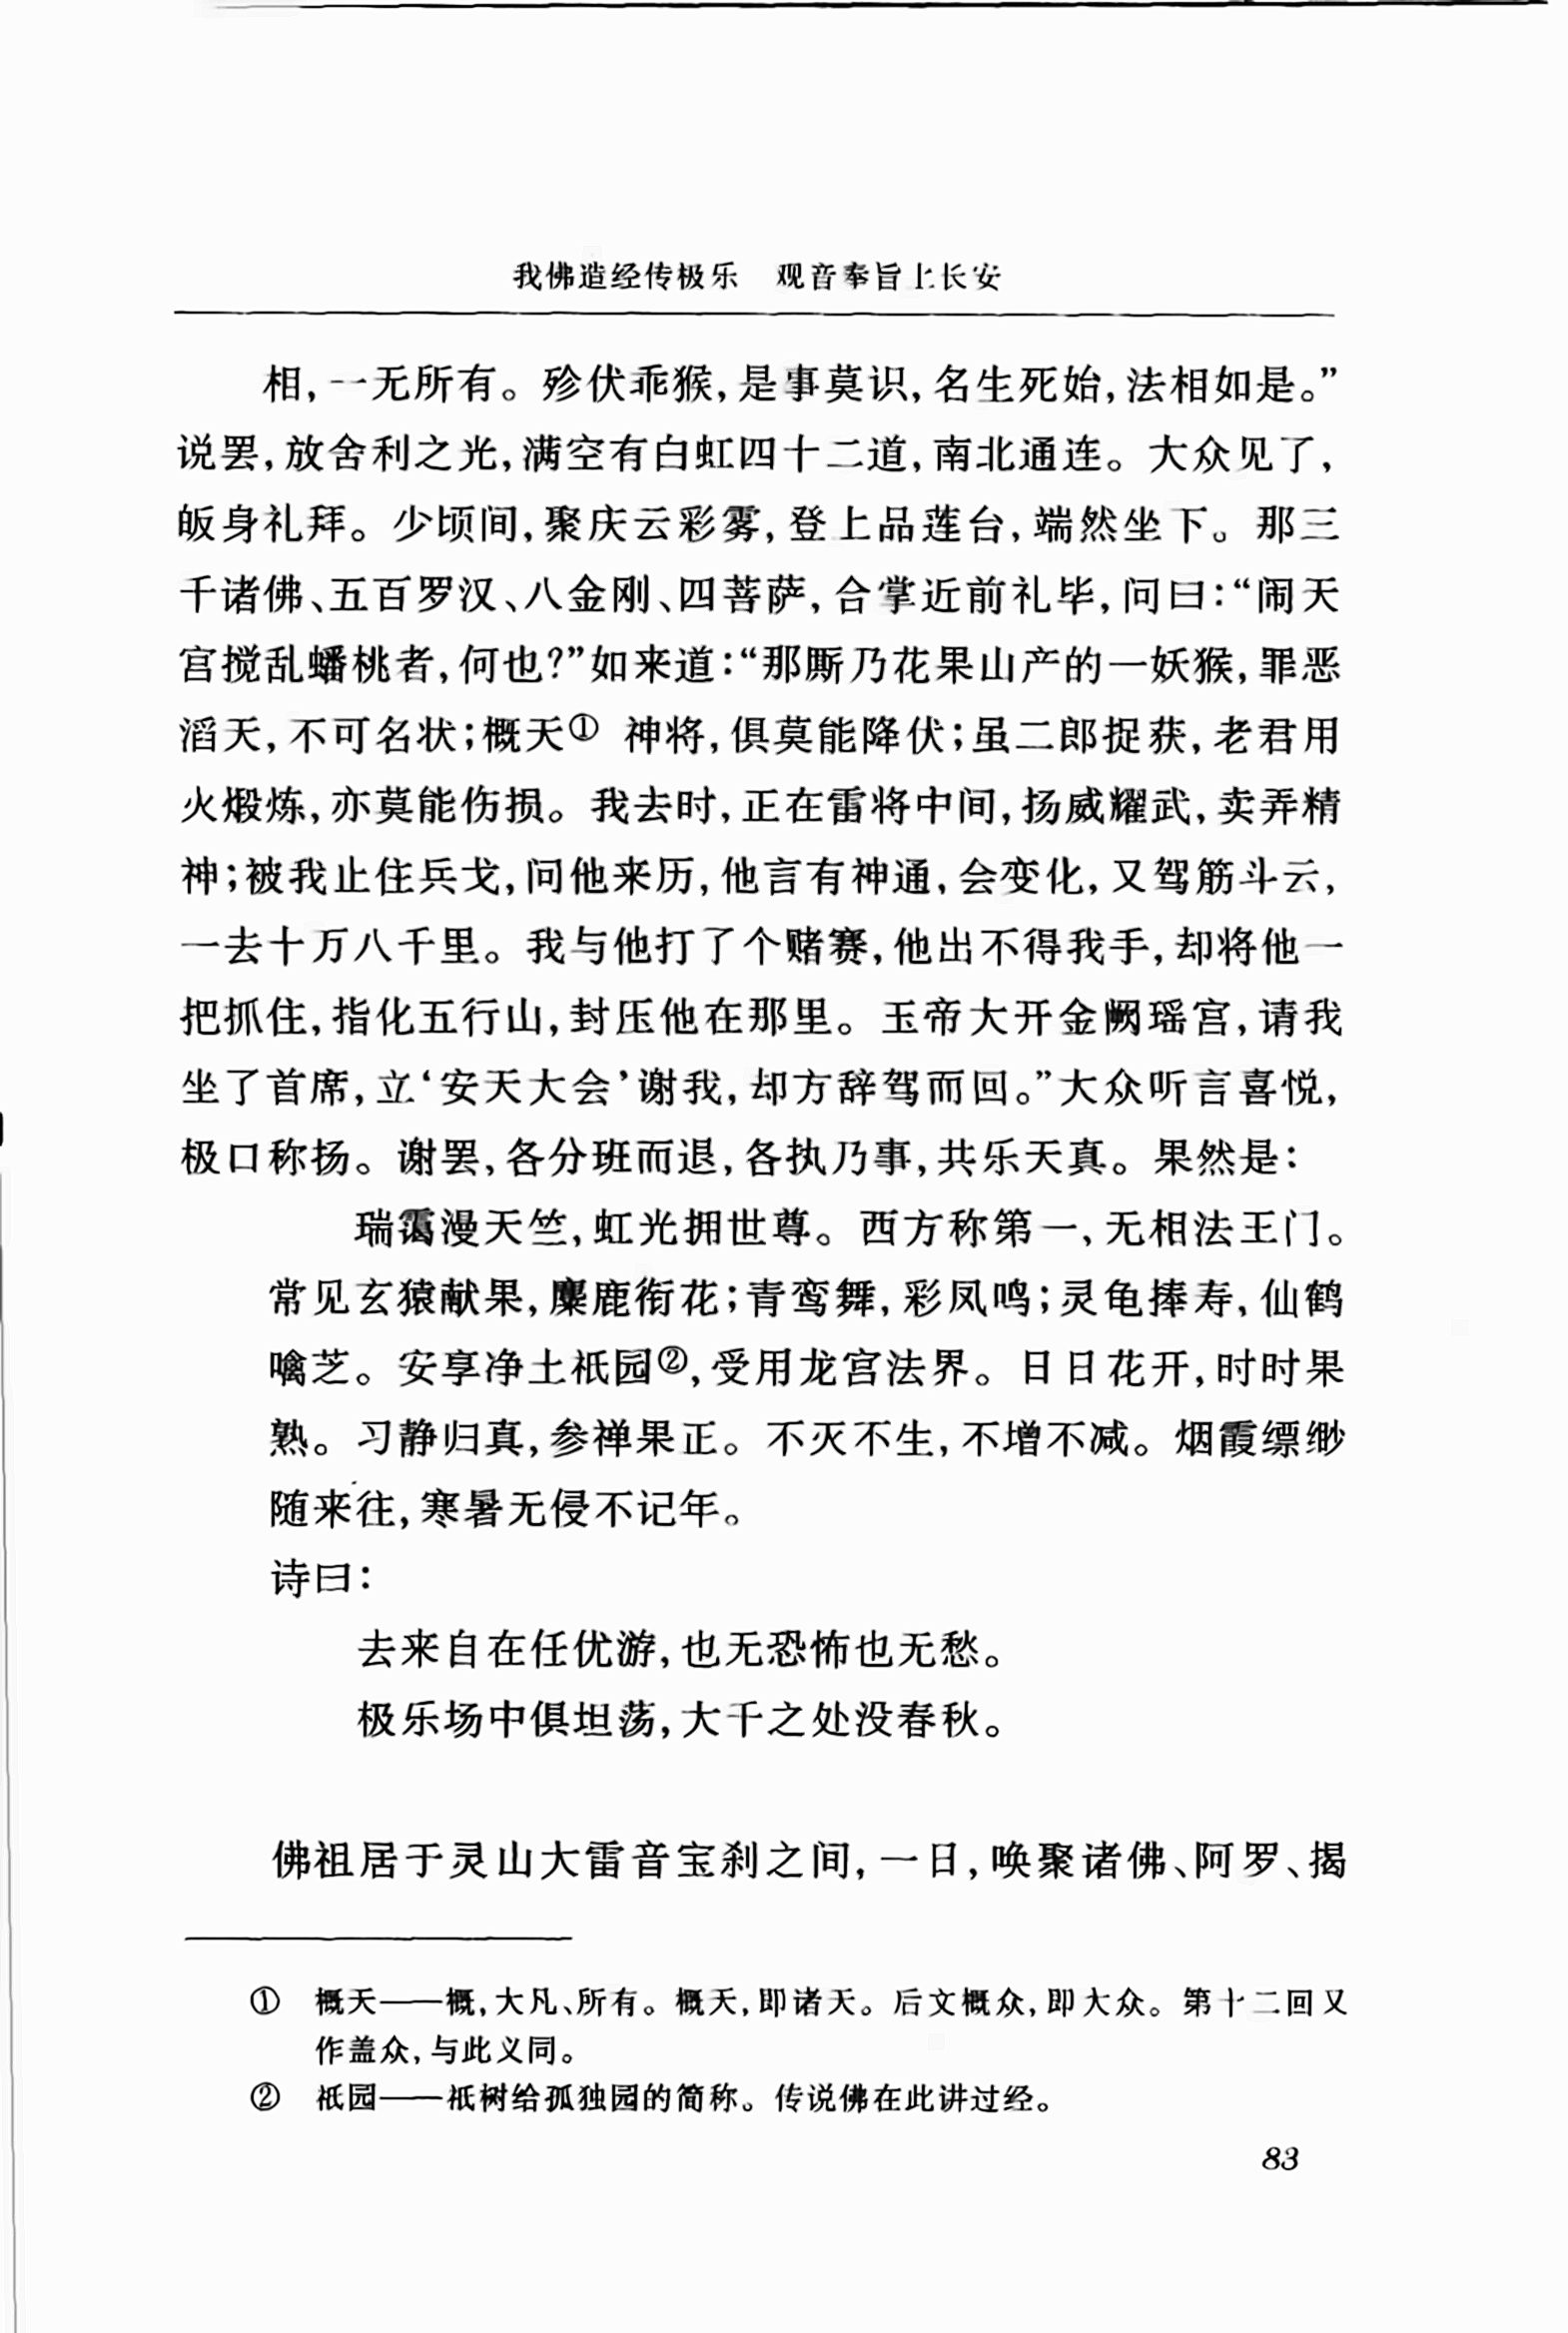 我佛造经传极乐　观音奉旨上长安
相,一无所有。殄伏乖猴,是事莫识,名生死始,法相如是。”
说罢,放舍利之光,满空有白虹四十二道,南北通连。大众见了,
皈身礼拜。少顷间,聚庆云彩雾,登上品莲台,端然坐下。那三
千诸佛、五百罗汉、八金刚、四菩萨,合掌近前礼毕,问曰:“闹天
宫搅乱蟠桃者,何也?”如来道:“那厮乃花果山产的一妖猴,罪恶
滔天,不可名状;概天① 神将,俱莫能降伏;虽二郎捉获,老君用
火煅炼,亦莫能伤损。我去时,正在雷将中间,扬威耀武,卖弄精
神;被我止住兵戈,问他来历,他言有神通,会变化,又驾筋斗云,
一去十万八千里。我与他打了个赌赛,他出不得我手,却将他一
把抓住,指化五行山,封压他在那里。玉帝大开金阙瑶宫,请我
坐了首席,立‘安天大会’谢我,却方辞驾而回。”大众听言喜悦,
极口称扬。谢罢,各分班而退,各执乃事,共乐天真。果然是:
瑞霭漫天竺,虹光拥世尊。西方称第一,无相法王门。
常见玄猿献果,麋鹿衔花;青鸾舞,彩凤鸣;灵龟捧寿,仙鹤
噙芝。安享净土祇园②,受用龙宫法界。日日花开,时时果
熟。习静归真,参禅果正。不灭不生,不增不减。烟霞缥缈
随来往,寒暑无侵不记年。
诗曰:
去来自在任优游,也无恐怖也无愁。
极乐场中俱坦荡,大千之处没春秋。
佛祖居于灵山大雷音宝刹之间,一日,唤聚诸佛、阿罗、揭
①　概天——概,大凡、所有。概天,即诸天。后文概众,即大众。第十二回又
作盖众,与此义同。
②　祇园——祇树给孤独园的简称。传说佛在此讲过经。
83